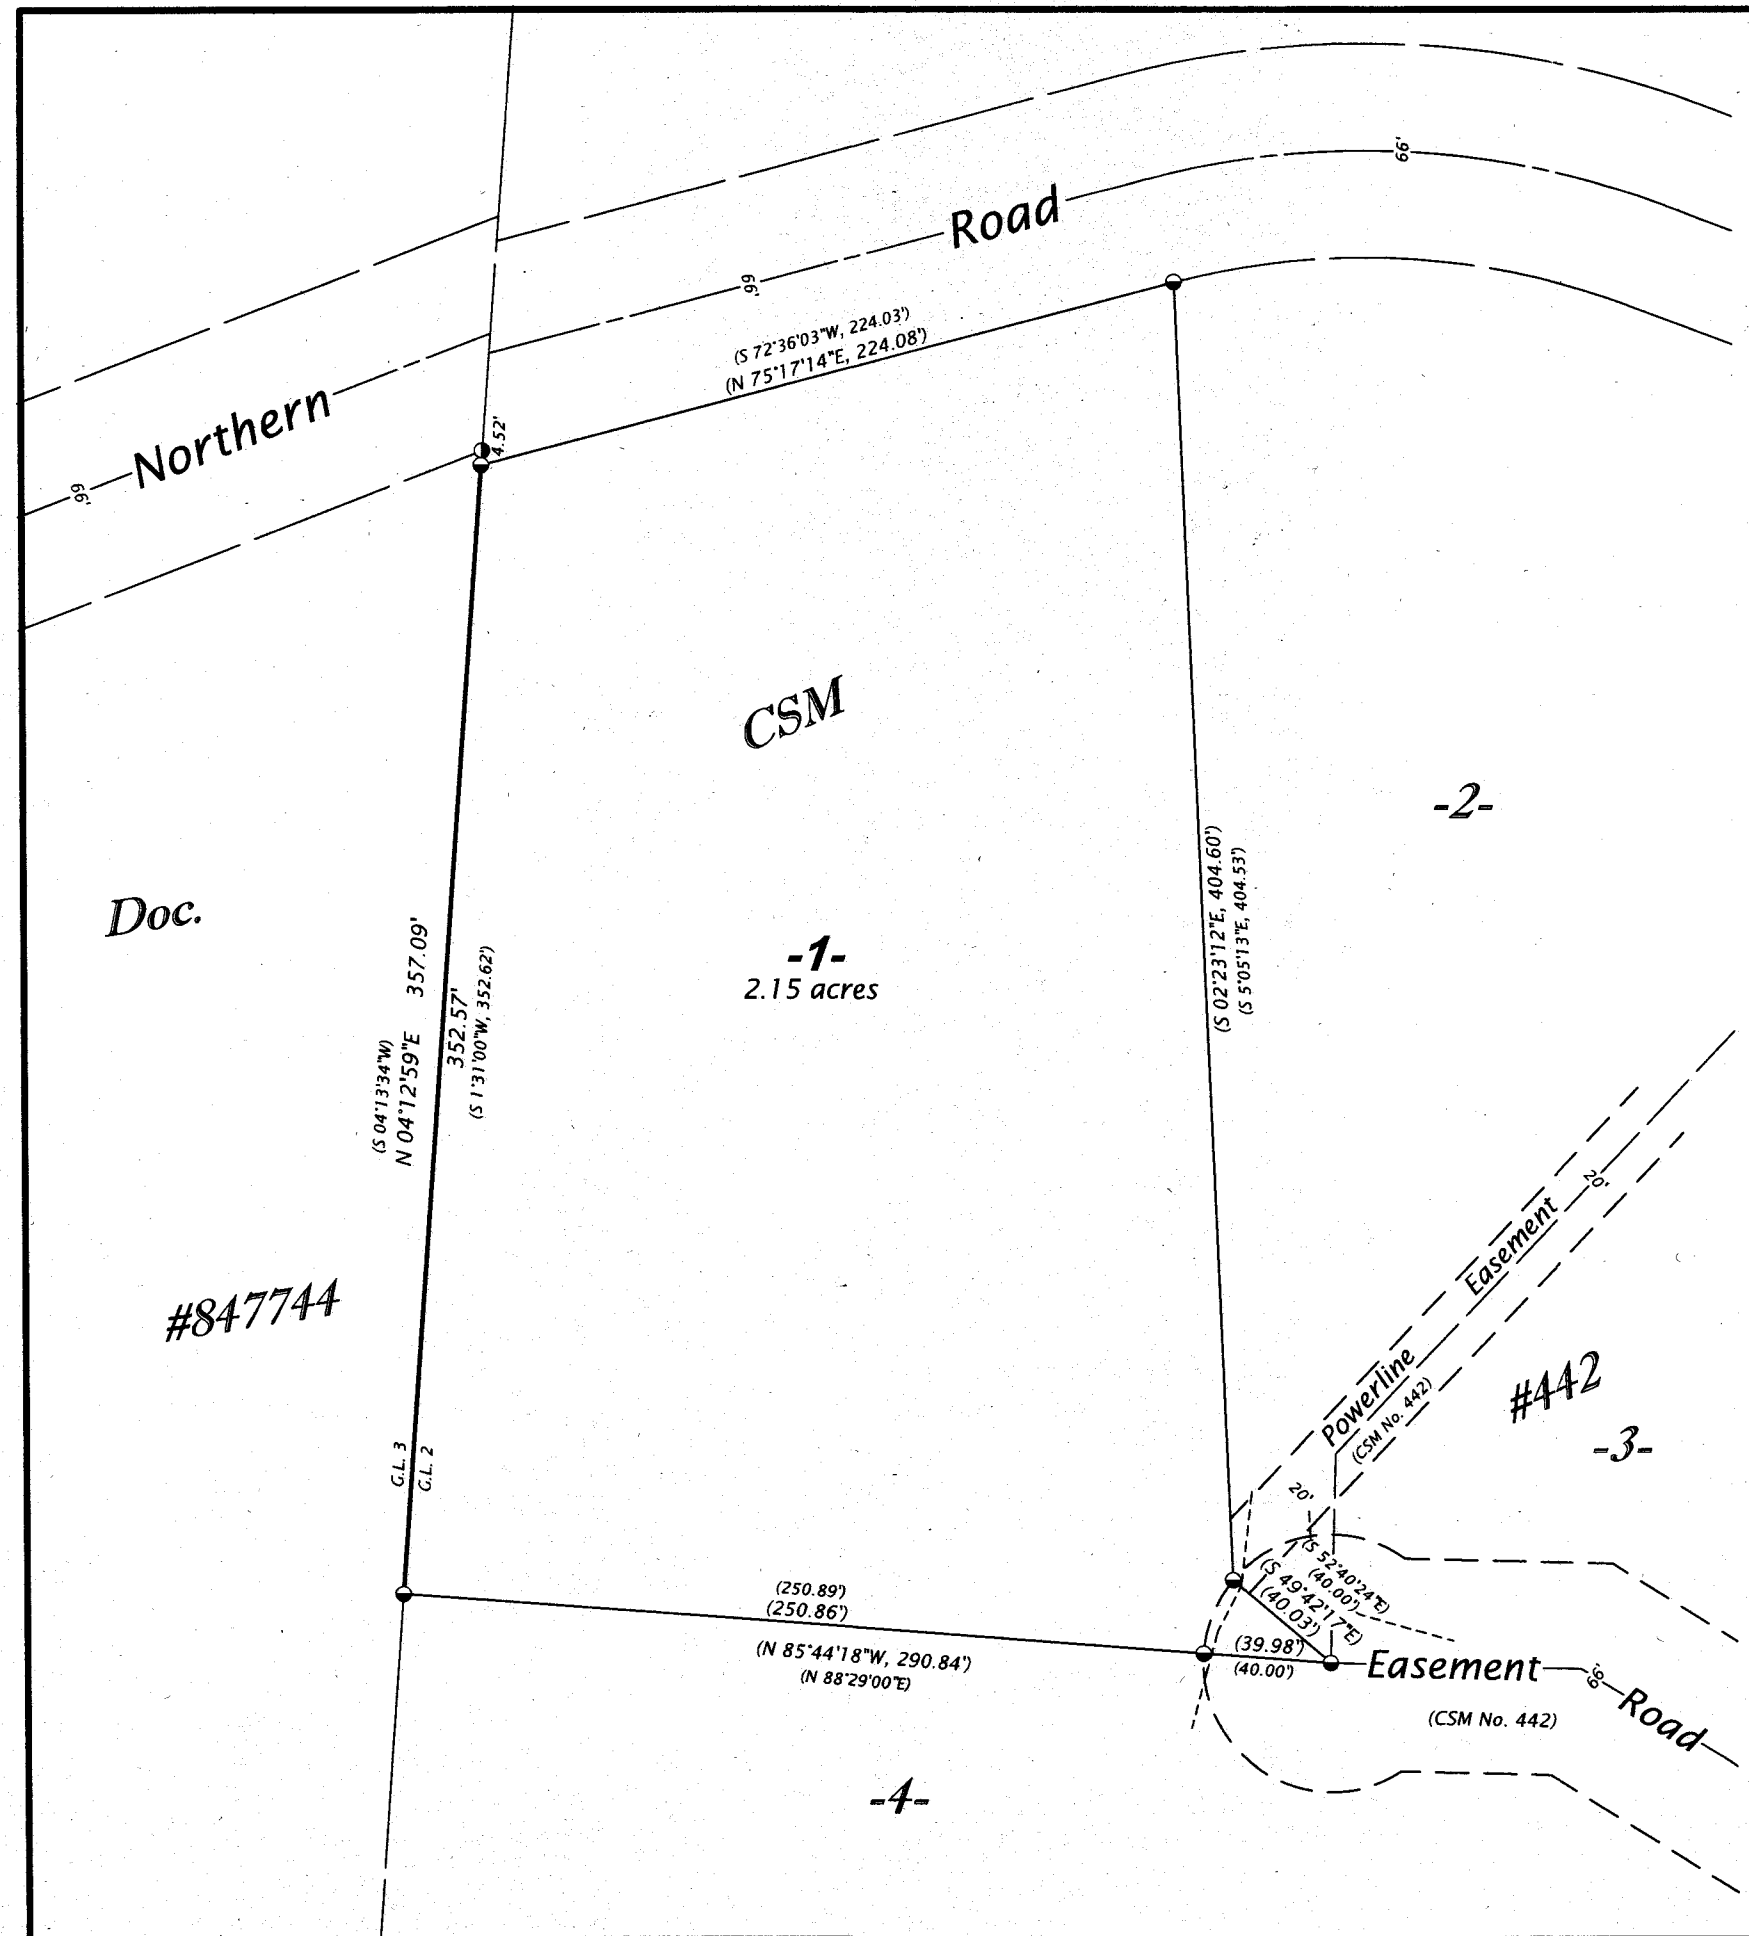 66'
Road
66'
(S 72°36'03"W, 224.03')
(N 75°17'14"E, 224.08')
Northern
4.52'
66'
CSM
-2-
(S 02°23'12"E, 404.60')
(S 5°05'13"E, 404.53')
Doc.
-1-
2.15 acres
(S 04°13'34"W)
N 04°12'59"E 357.09'
352.57'
(S 1°31'00"W, 352.62')
20'
Powerline Easement
(CSM No. 442)
#847744
#442
-3-
G.L. 3
G.L. 2
20'
(S 52°40'24"E)
(40.00')
(S 49°42'17"E)
(40.03')
(250.89')
(250.86')
(N 85°44'18"W, 290.84')
(N 88°29'00"E)
(39.98')
(40.00')
Easement
66'
Road
(CSM No. 442)
-4-